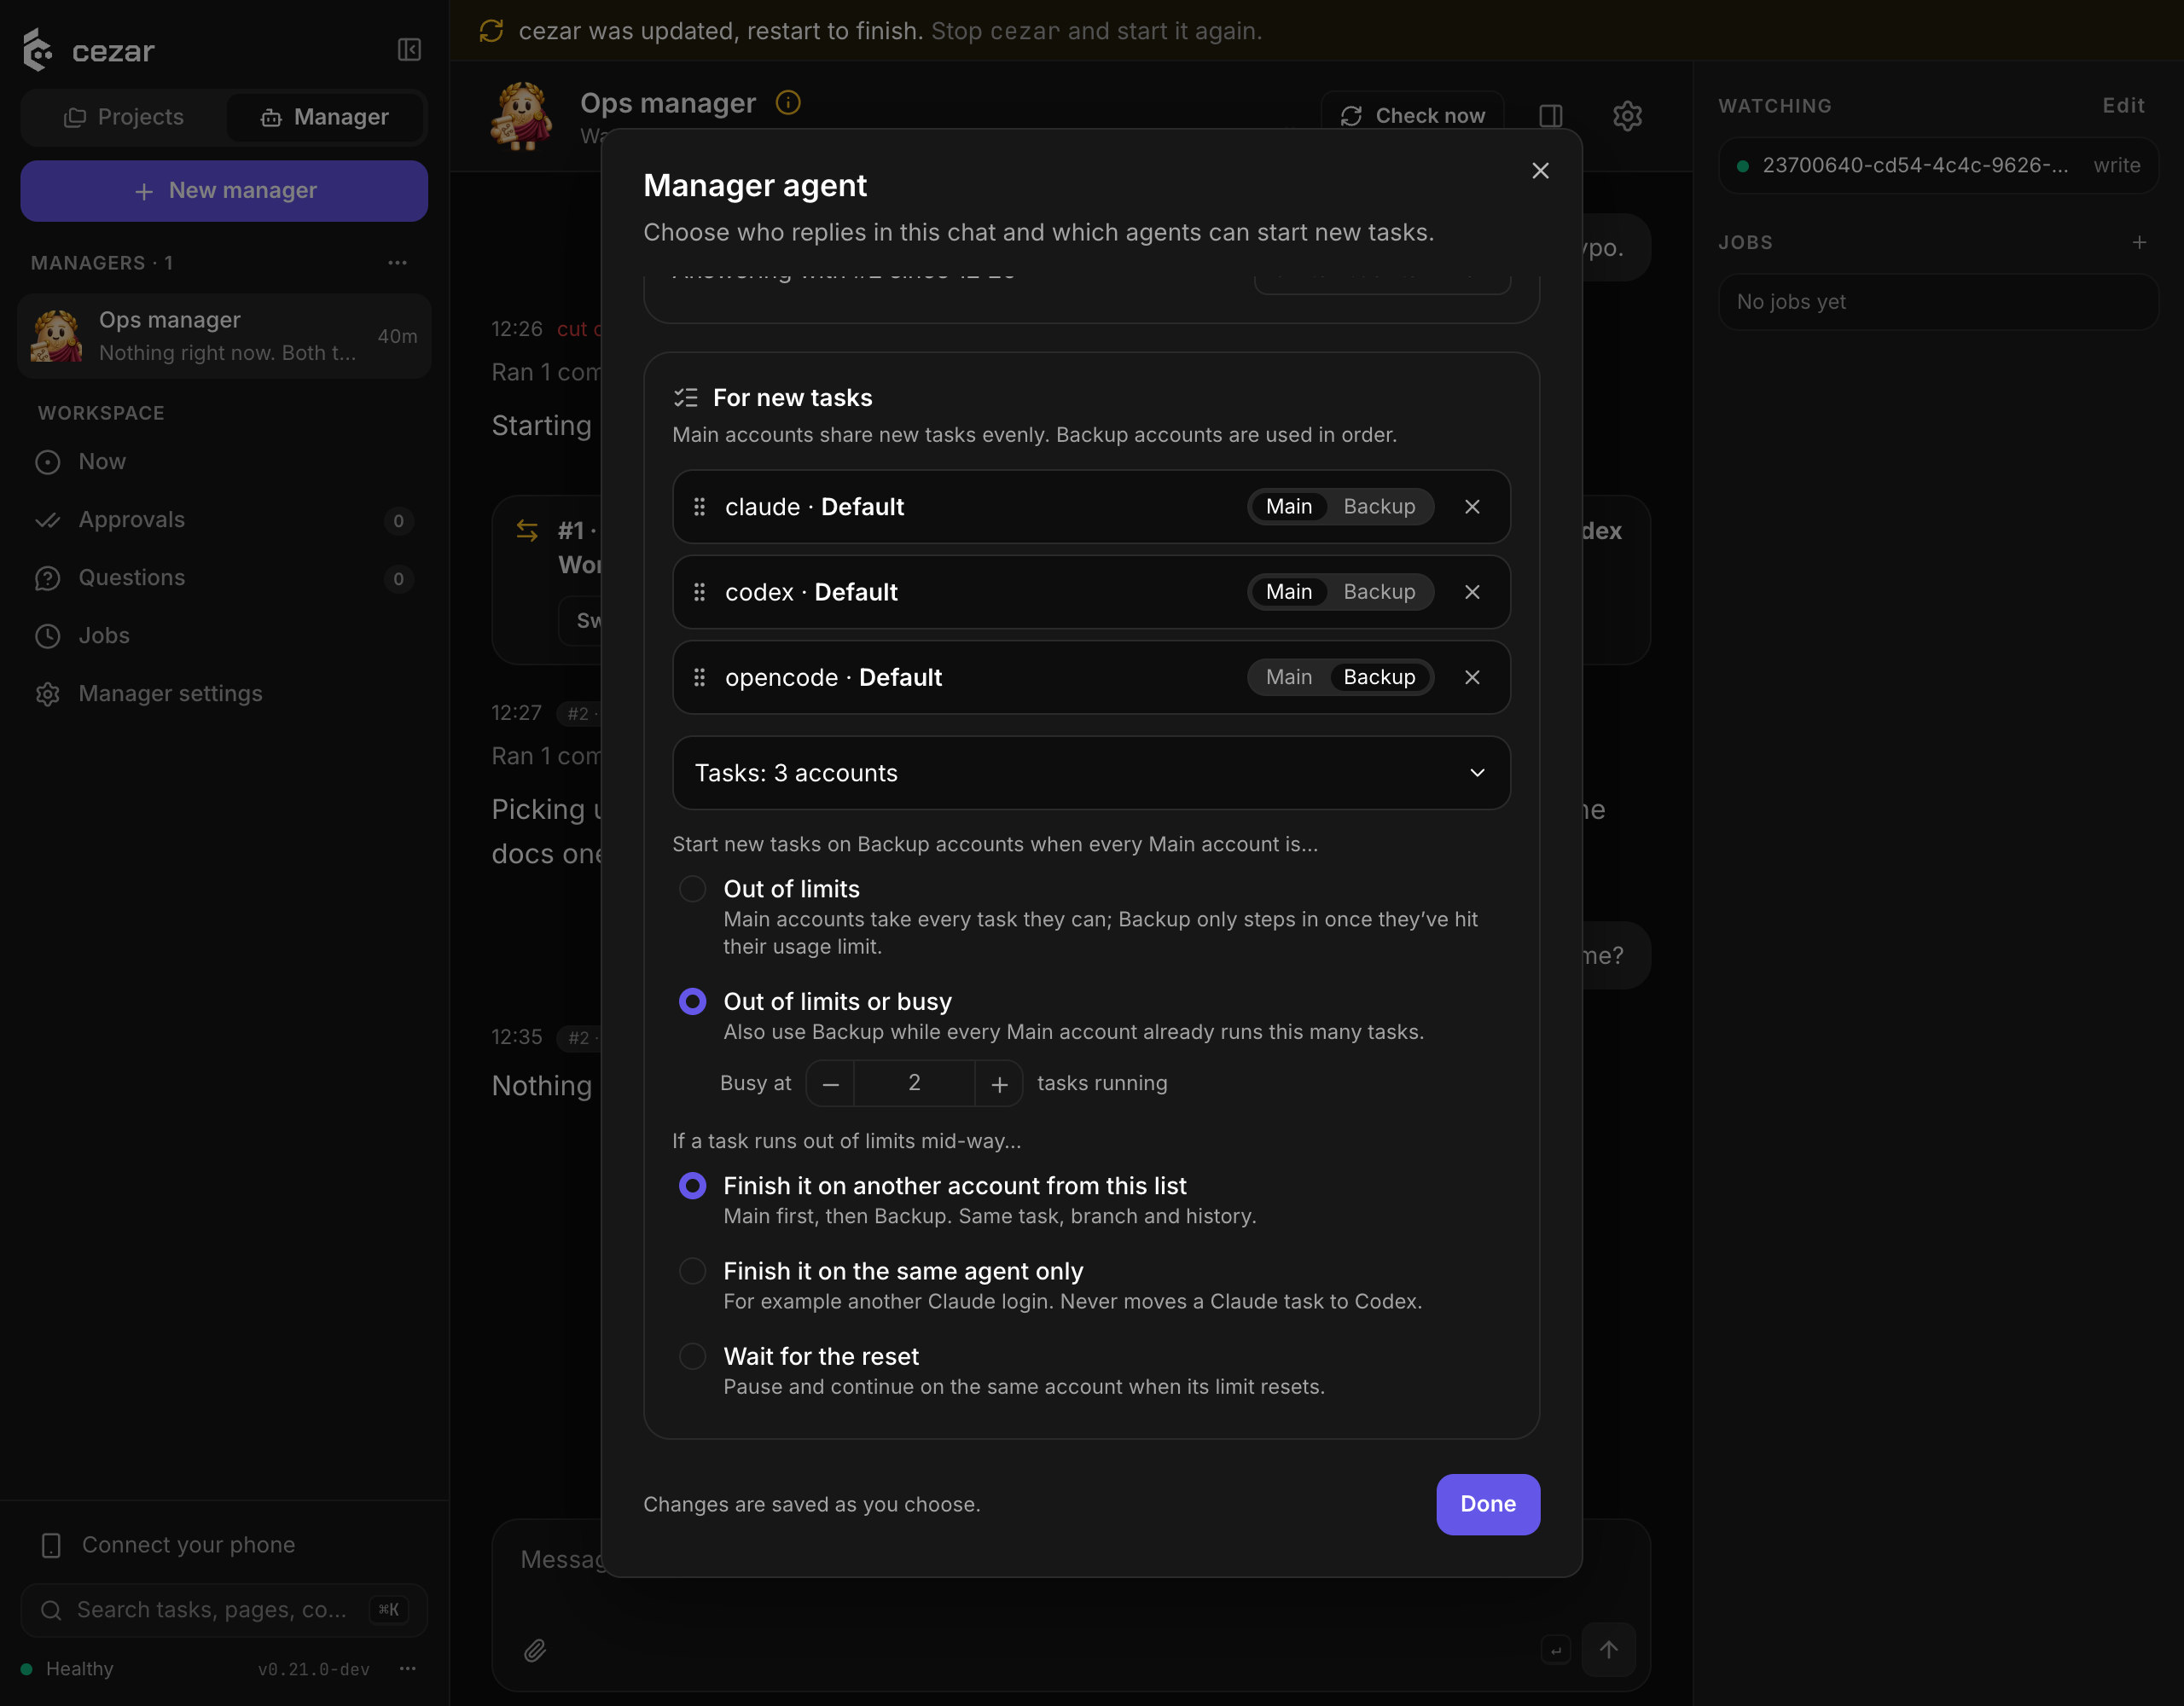 cezar
Projects
Manager
New manager
MANAGERS · 1
Ops manager
40m
Nothing right now. Both t...
WORKSPACE
Now
Approvals
0
Questions
0
Jobs
Manager settings
Connect your phone
Search tasks, pages, co...
⌘K
Healthy
v0.21.0-dev
cezar was updated, restart to finish. Stop cezar and start it again.
Ops manager
Check now
12:26
Starting
#1 ·
12:27
#2 ·
Picking
12:35
#2 ·
Nothing
me?
Manager agent
Choose who replies in this chat and which agents can start new tasks.
For new tasks
Main accounts share new tasks evenly. Backup accounts are used in order.
claude · Default
Main
Backup
codex · Default
Main
Backup
opencode · Default
Main
Backup
Tasks: 3 accounts
Start new tasks on Backup accounts when every Main account is...
Out of limits
Main accounts take every task they can; Backup only steps in once they’ve hit
their usage limit.
Out of limits or busy
Also use Backup while every Main account already runs this many tasks.
Busy at
2
tasks running
If a task runs out of limits mid-way...
Finish it on another account from this list
Main first, then Backup. Same task, branch and history.
Finish it on the same agent only
For example another Claude login. Never moves a Claude task to Codex.
Wait for the reset
Pause and continue on the same account when its limit resets.
Changes are saved as you choose.
Done
WATCHING
Edit
23700640-cd54-4c4c-9626-...
write
JOBS
No jobs yet